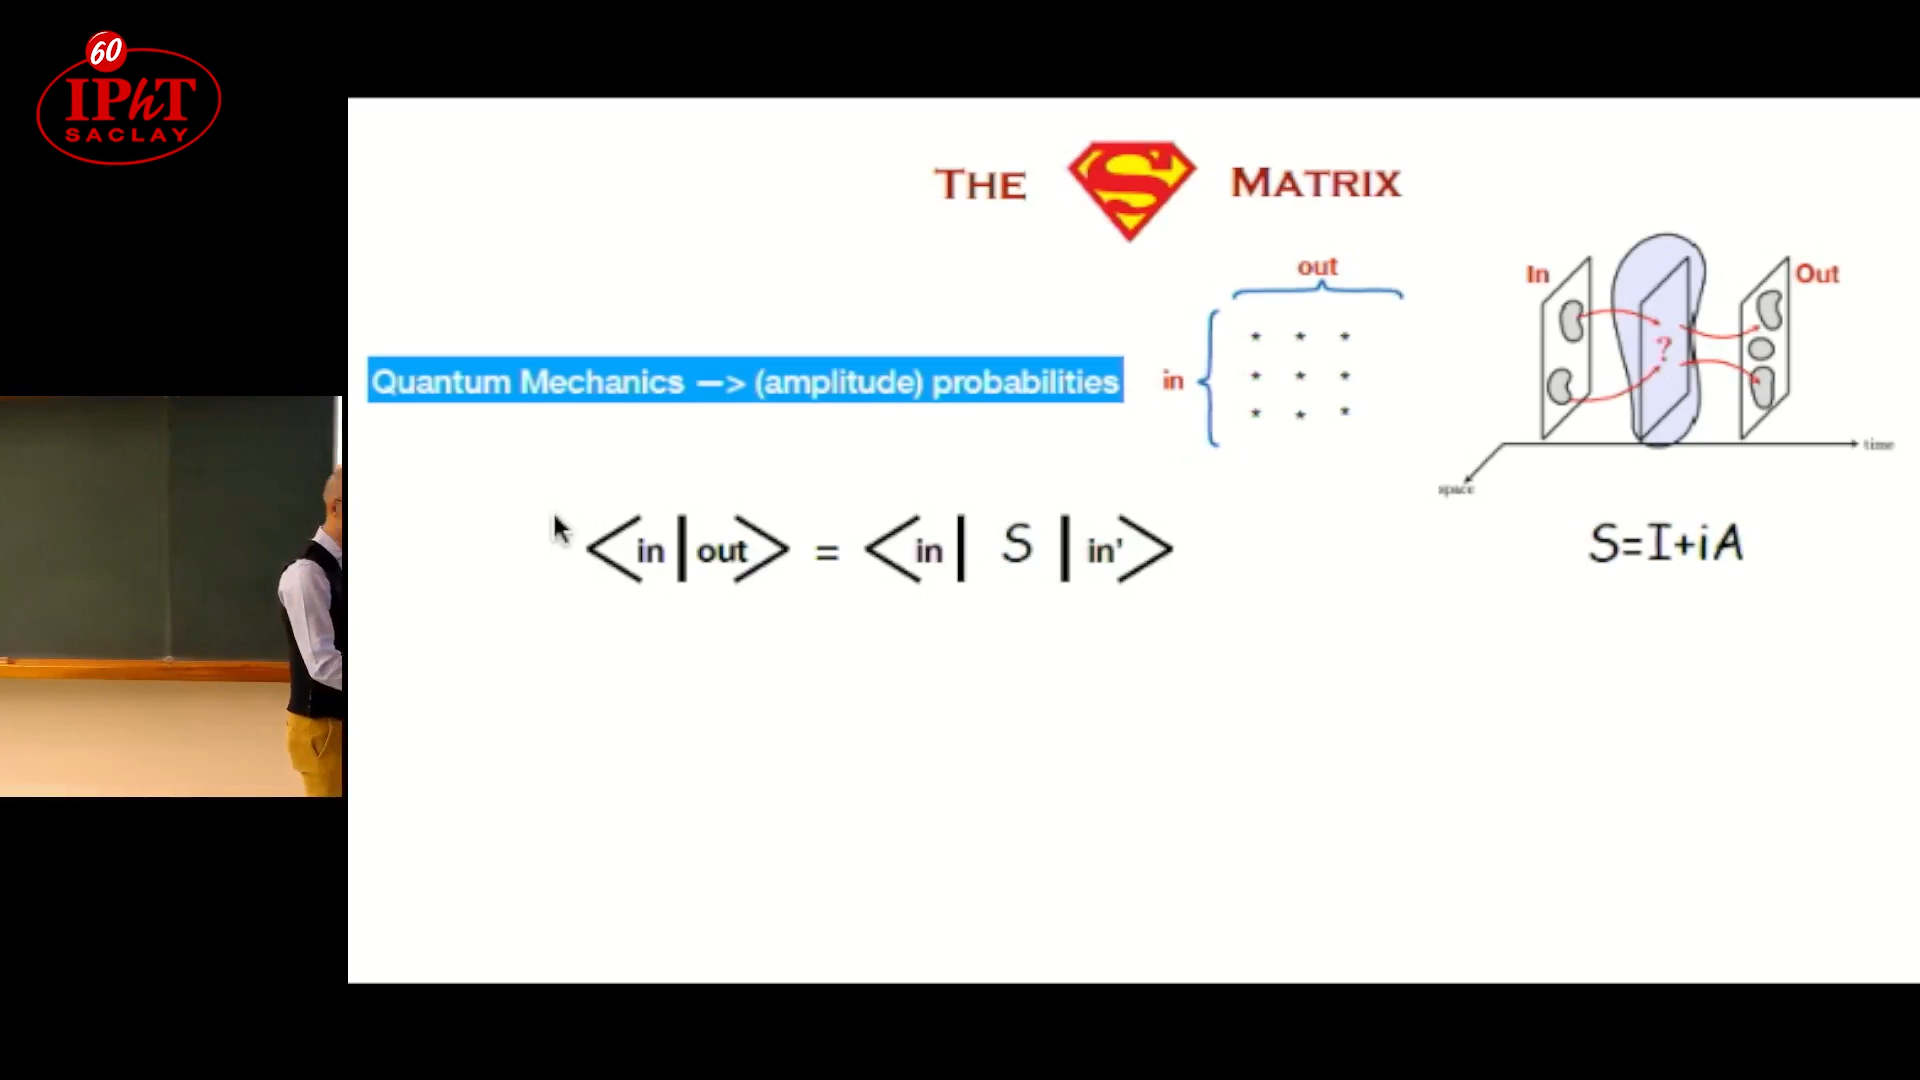 60
IPhT
SACLAY
THE S MATRIX
out
In
Out
?
Quantum Mechanics —> (amplitude) probabilities
in
* * *
* * *
* * *
time
space
<in|out> = <in| S |in'>
S=I+iA